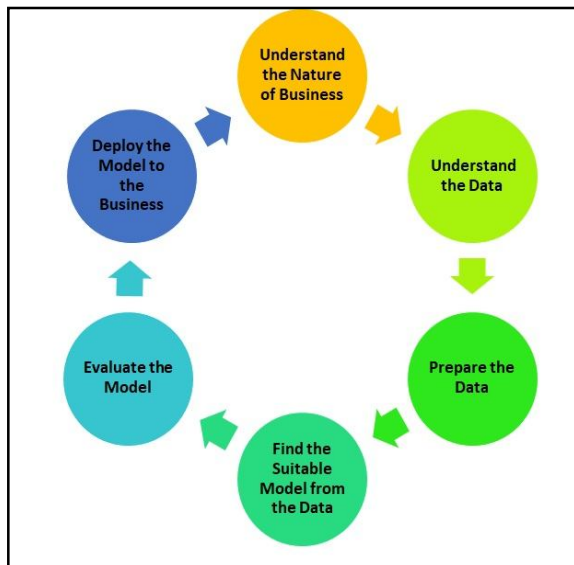 Understand
the Nature
of Business
Understand
the Data
Prepare the
Data
Find the
Suitable
Model from
the Data
Evaluate the
Model
Deploy the
Model to
the
Business